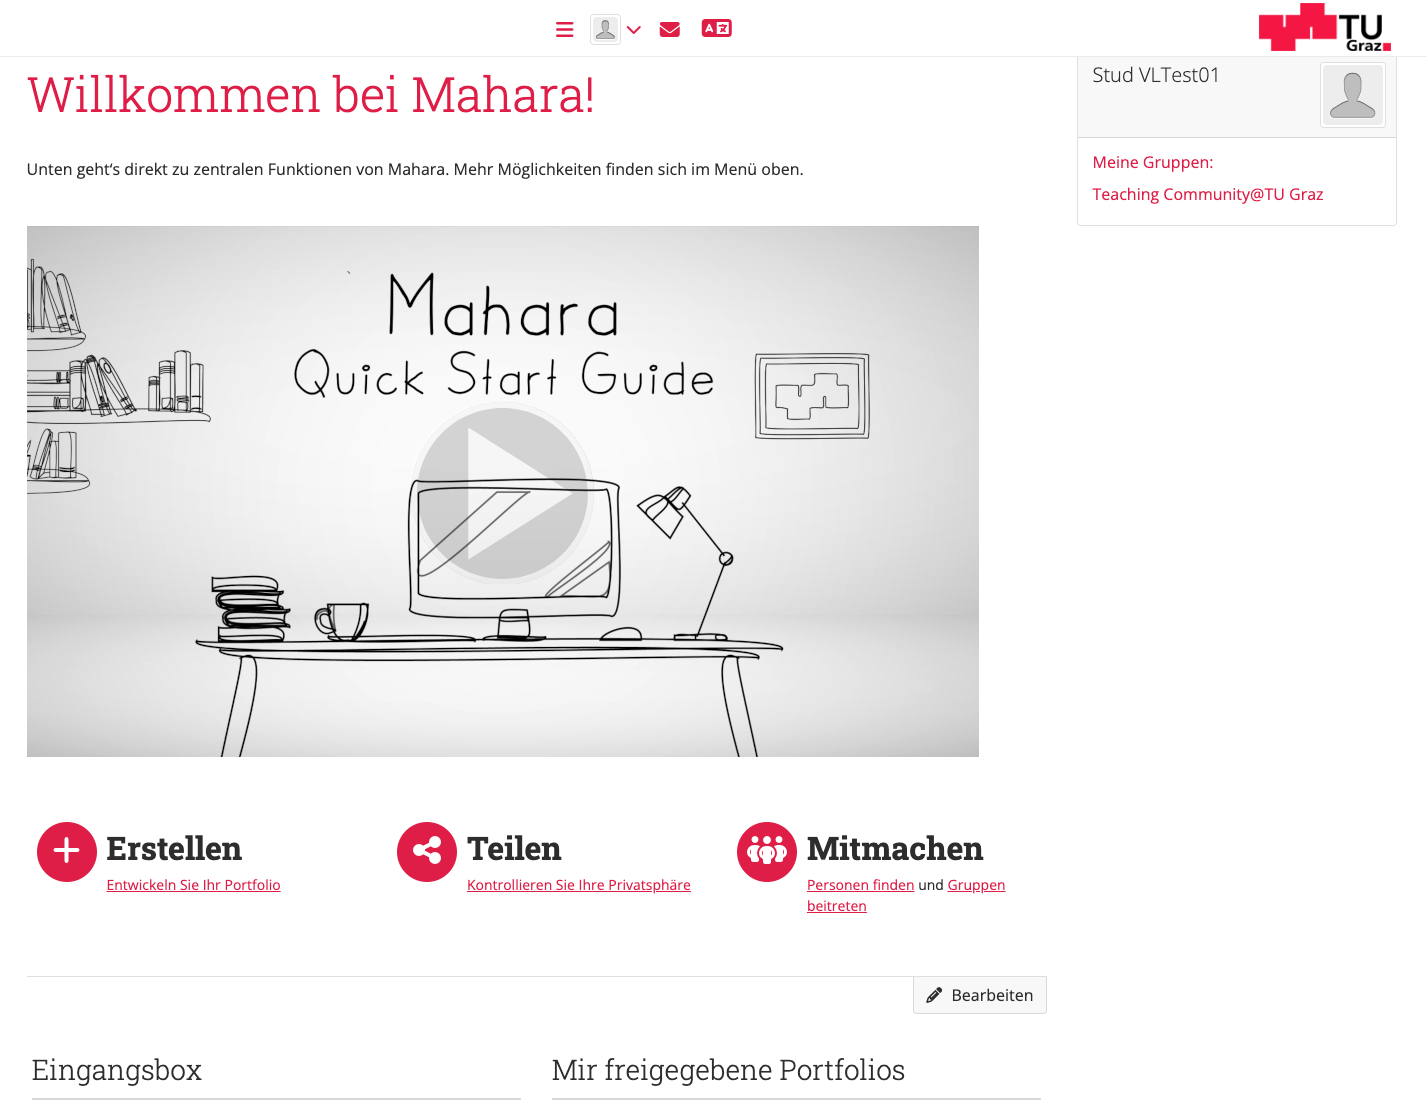 TU
Graz
Willkommen bei Mahara!
Stud VLTest01
Unten geht‘s direkt zu zentralen Funktionen von Mahara. Mehr Möglichkeiten finden sich im Menü oben.
Meine Gruppen:
Teaching Community@TU Graz
Mahara
Quick Start Guide
Erstellen
Entwickeln Sie Ihr Portfolio
Teilen
Kontrollieren Sie Ihre Privatsphäre
Mitmachen
Personen finden und Gruppen
beitreten
Bearbeiten
Eingangsbox
Mir freigegebene Portfolios